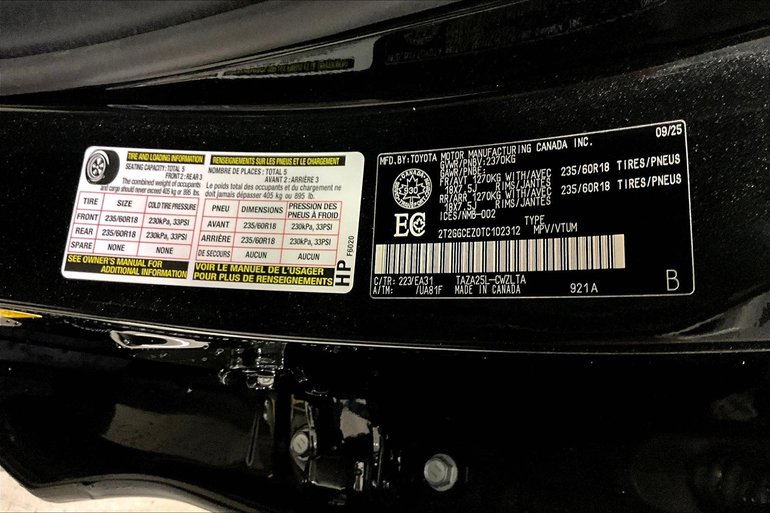 TIRE AND LOADING INFORMATION
SEATING CAPACITY: TOTAL 5
FRONT 2: REAR 3
The combined weight of occupants
and cargo should never exceed 405 kg or 895 lb.
TIRE SIZE COLD TIRE PRESSURE
FRONT 235/60R18 230kPA, 33PSI
REAR 235/60R18 230kPA, 33PSI
SPARE NONE NONE
SEE OWNER'S MANUAL FOR
ADDITIONAL INFORMATION
RENSEIGNEMENTS SUR LES PNEUS ET LE CHARGEMENT
NOMBRE DE PLACES : TOTAL 5
AVANT 2 : ARRIÈRE 3
Le poids total des occupants et du chargement ne
doit jamais dépasser 405 kg ou 895 lb.
PNEU DIMENSIONS PRESSION DES
PNEUS À FROID
AVANT 235/60R18 230kPA, 33PSI
ARRIÈRE 235/60R18 230kPA, 33PSI
DE SECOURS AUCUN AUCUN
VOIR LE MANUEL DE L'USAGER
POUR PLUS DE RENSEIGNEMENTS
HP F6020
09/25
MFD.BY:TOYOTA MOTOR MANUFACTURING CANADA INC.
GVWR/PNBV:2370KG
GAWR/PNBE:
FR/AVT 1270KG WITH/AVEC 235/60R18 TIRES/PNEUS
18X7.5J RIMS/JANTES
RR/ARR 1270KG WITH/AVEC 235/60R18 TIRES/PNEUS
18X7.5J RIMS/JANTES
ICES/NMB-002
CANADA
930
EC
TYPE
2T2GGCEZ0TC102312 MPV/VTUM
C/TR: 223/EA31 TAZA25L-CWZLTA
A/TM: /UA81F MADE IN CANADA 921A
B